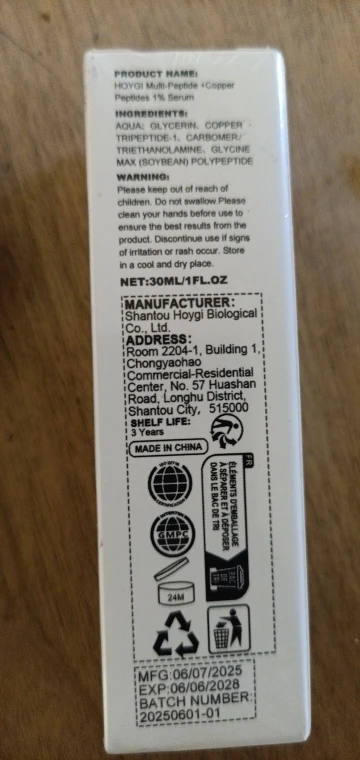 PRODUCT NAME:
HOYGI Multi-Peptide +Copper
Peptides 1% Serum
INGREDIENTS:
AQUA, GLYCERIN, COPPER
TRIPEPTIDE-1, CARBOMER,
TRIETHANOLAMINE, GLYCINE
MAX (SOYBEAN) POLYPEPTIDE
WARNING:
Please keep out of reach of
children. Do not swallow.Please
clean your hands before use to
ensure the best results from the
product. Discontinue use if signs
of irritation or rash occur. Store
in a cool and dry place.
NET:30ML/1FL.OZ
MANUFACTURER:
Shantou Hoygi Biological
Co., Ltd.
ADDRESS:
Room 2204-1, Building 1,
Chongyaohao
Commercial-Residential
Center, No. 57 Huashan
Road, Longhu District,
Shantou City, 515000
SHELF LIFE:
3 Years
MADE IN CHINA
FR
ÉLÉMENTS D'EMBALLAGE
À SÉPARER ET À DÉPOSER
DANS LE BAC DE TRI
BAC
DE
TRI
GMPC
24M
MFG:06/07/2025
EXP:06/06/2028
BATCH NUMBER:
20250601-01